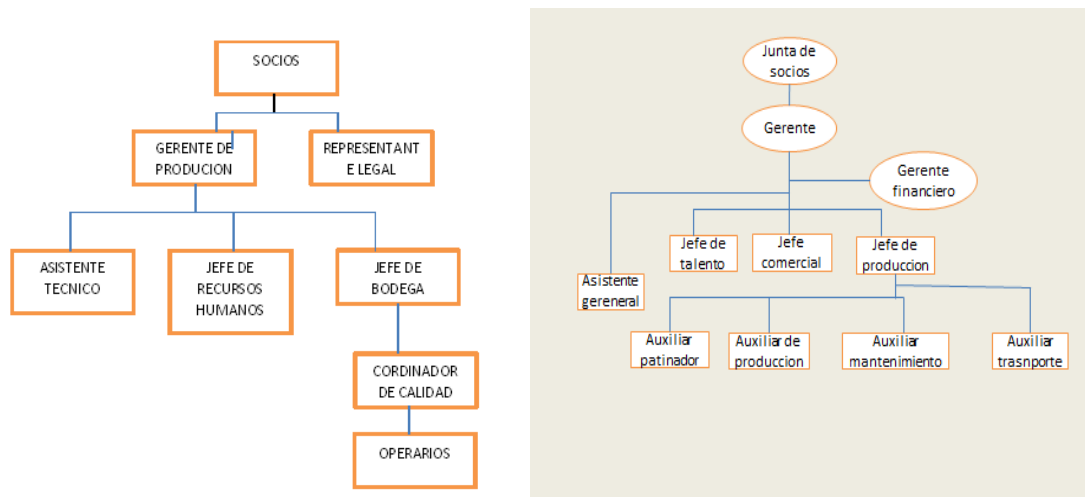 SOCIOS
GERENTE DE
PRODUCION
REPRESENTANT
E LEGAL
ASISTENTE
TECNICO
JEFE DE
RECURSOS
HUMANOS
JEFE DE
BODEGA
CORDINADOR
DE CALIDAD
OPERARIOS
Junta de
socios
Gerente
Gerente
financiero
Jefe de
talento
Jefe
comercial
Jefe de
produccion
Asistente
gereneral
Auxiliar
patinador
Auxiliar de
produccion
Auxiliar
mantenimiento
Auxiliar
trasnporte